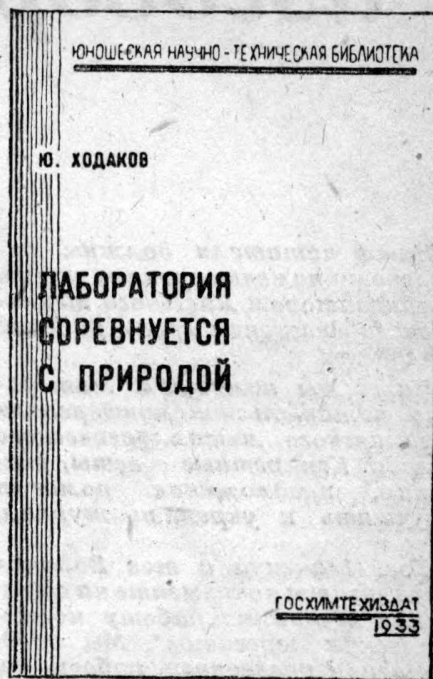 ЮНОШЕСКАЯ НАУЧНО-ТЕХНИЧЕСКАЯ БИБЛИОТЕКА
Ю. ХОДАКОВ
ЛАБОРАТОРИЯ
СОРЕВНУЕТСЯ
С ПРИРОДОЙ
ГОСХИМТЕХИЗДАТ
1933